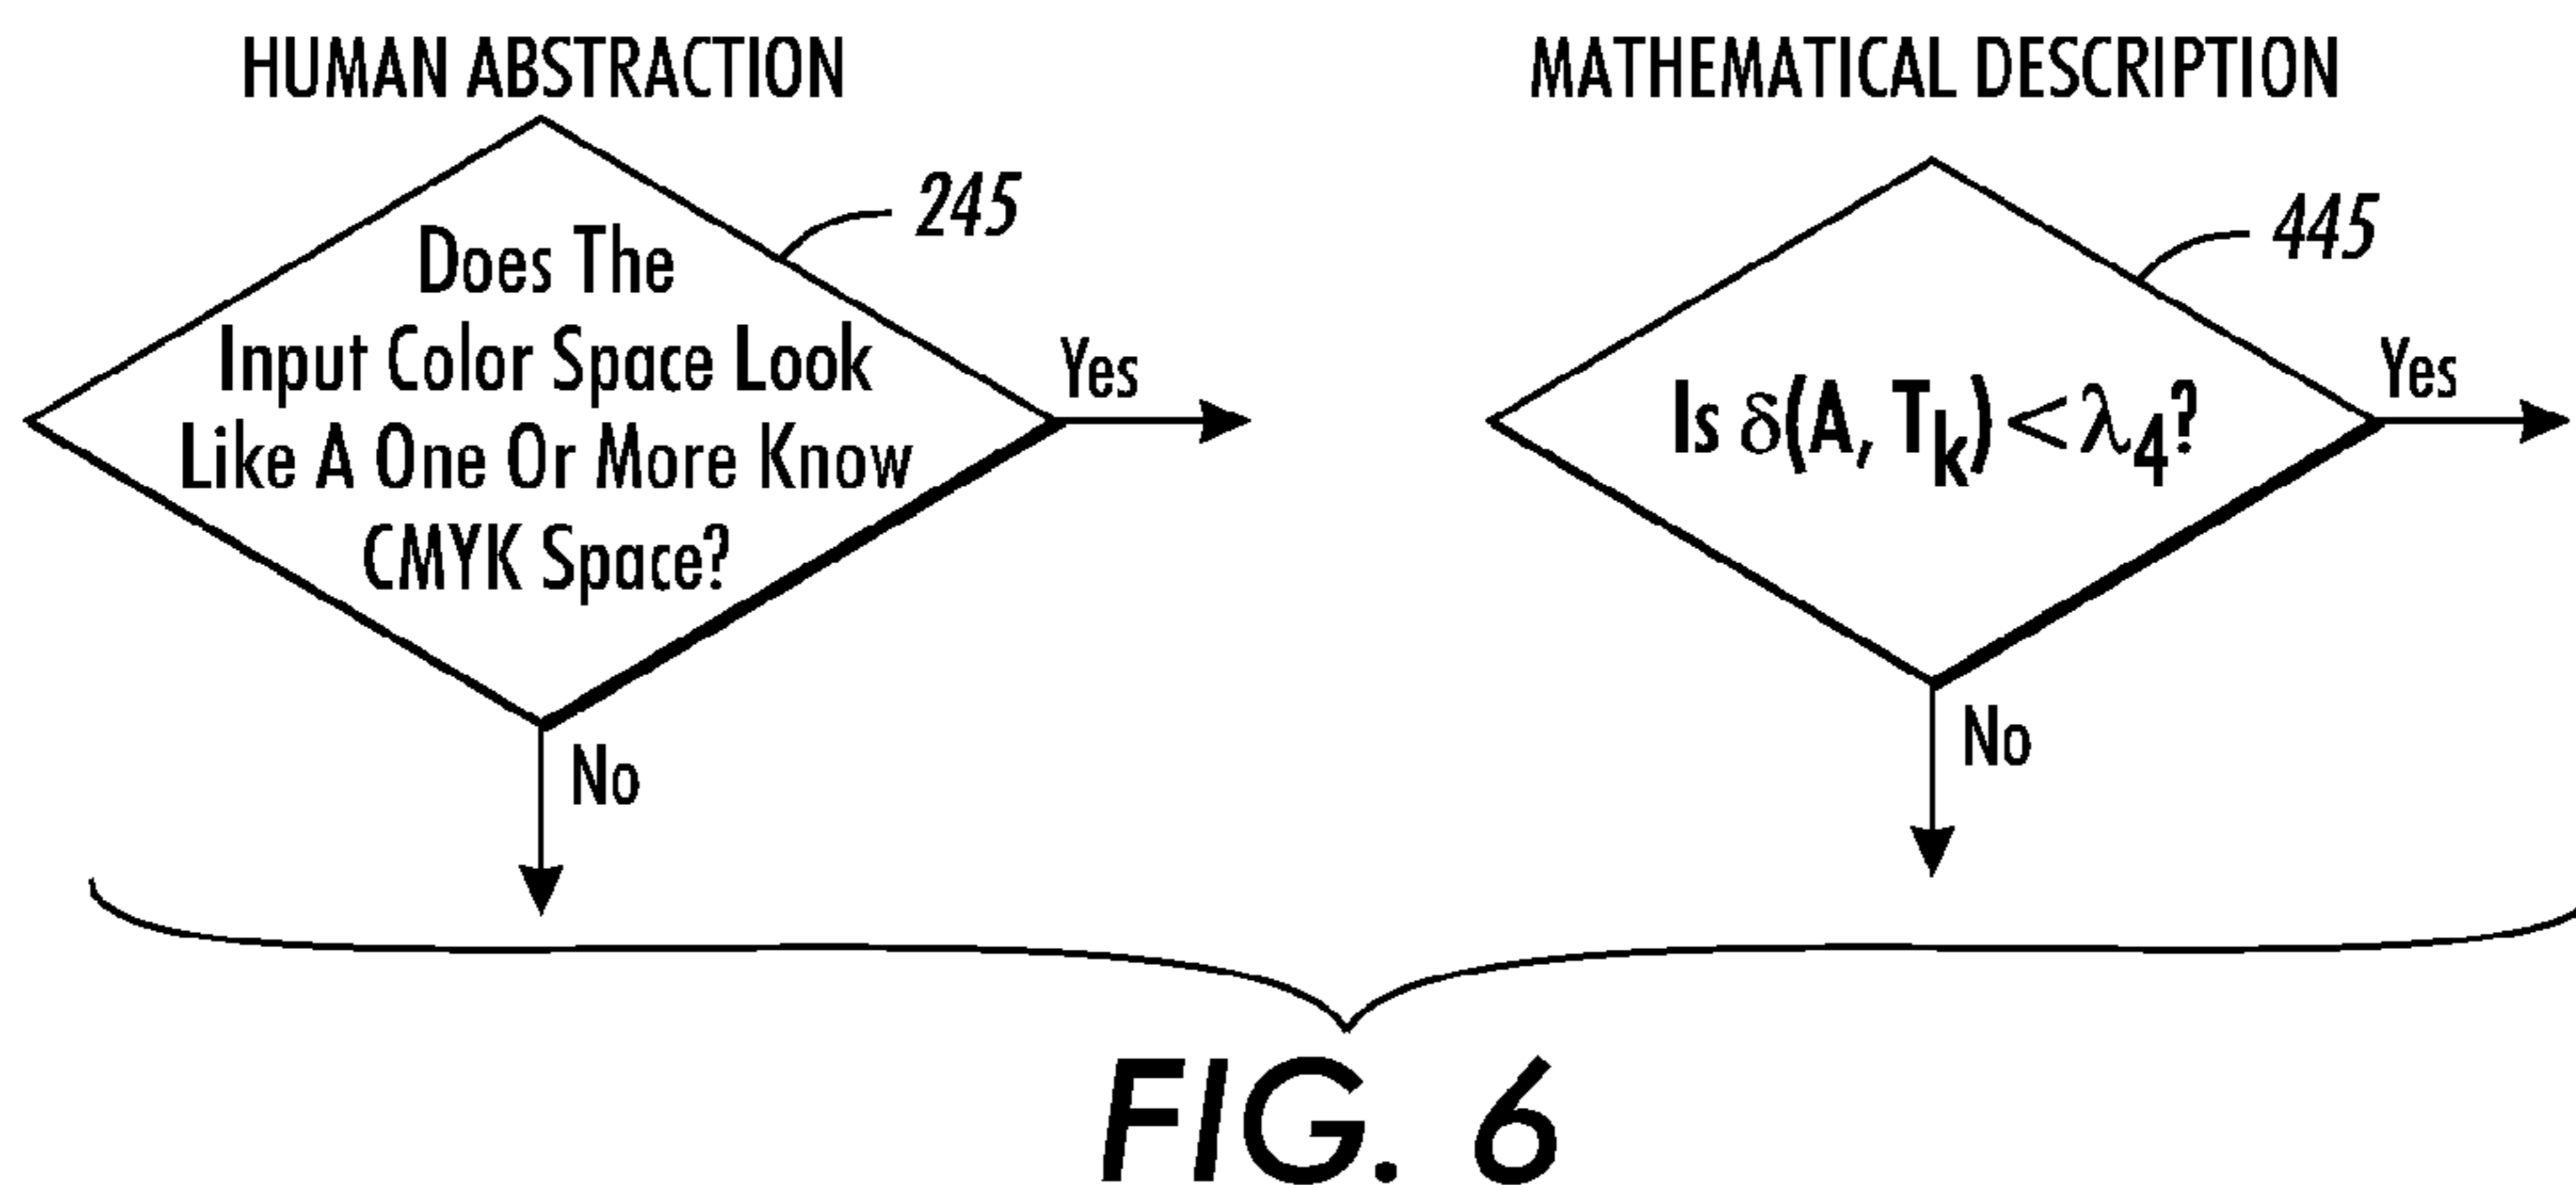 HUMAN ABSTRACTION
245
Does The
Input Color Space Look
Like A One Or More Know
CMYK Space?
Yes
No
MATHEMATICAL DESCRIPTION
445
Is δ(A, Tk) < λ4?
Yes
No
FIG. 6